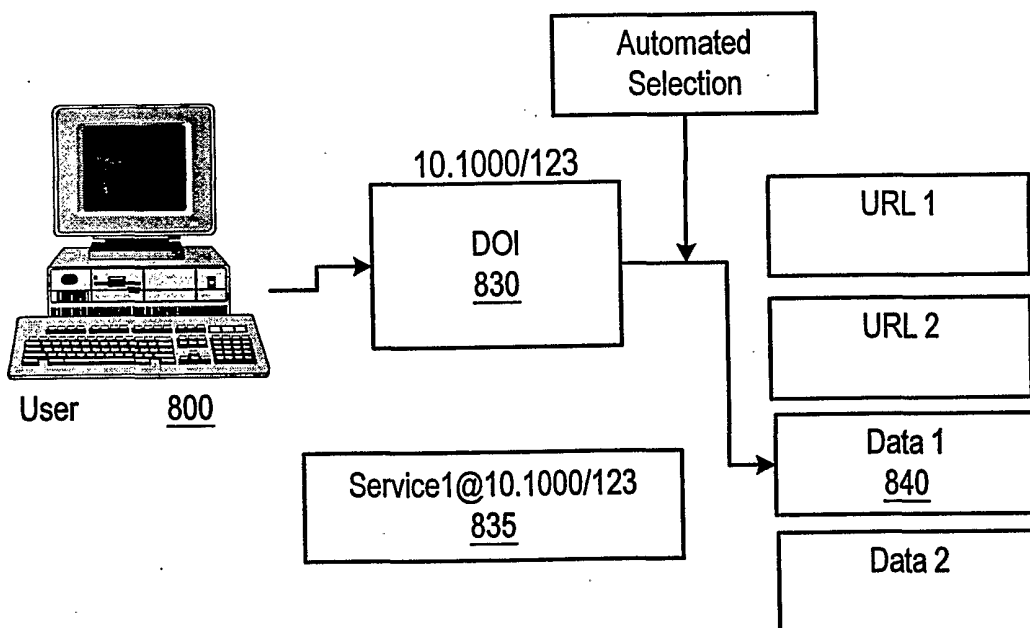 Automated
Selection
10.1000/123
DOI
830
URL 1
URL 2
User 800
Service1@10.1000/123
835
Data 1
840
Data 2